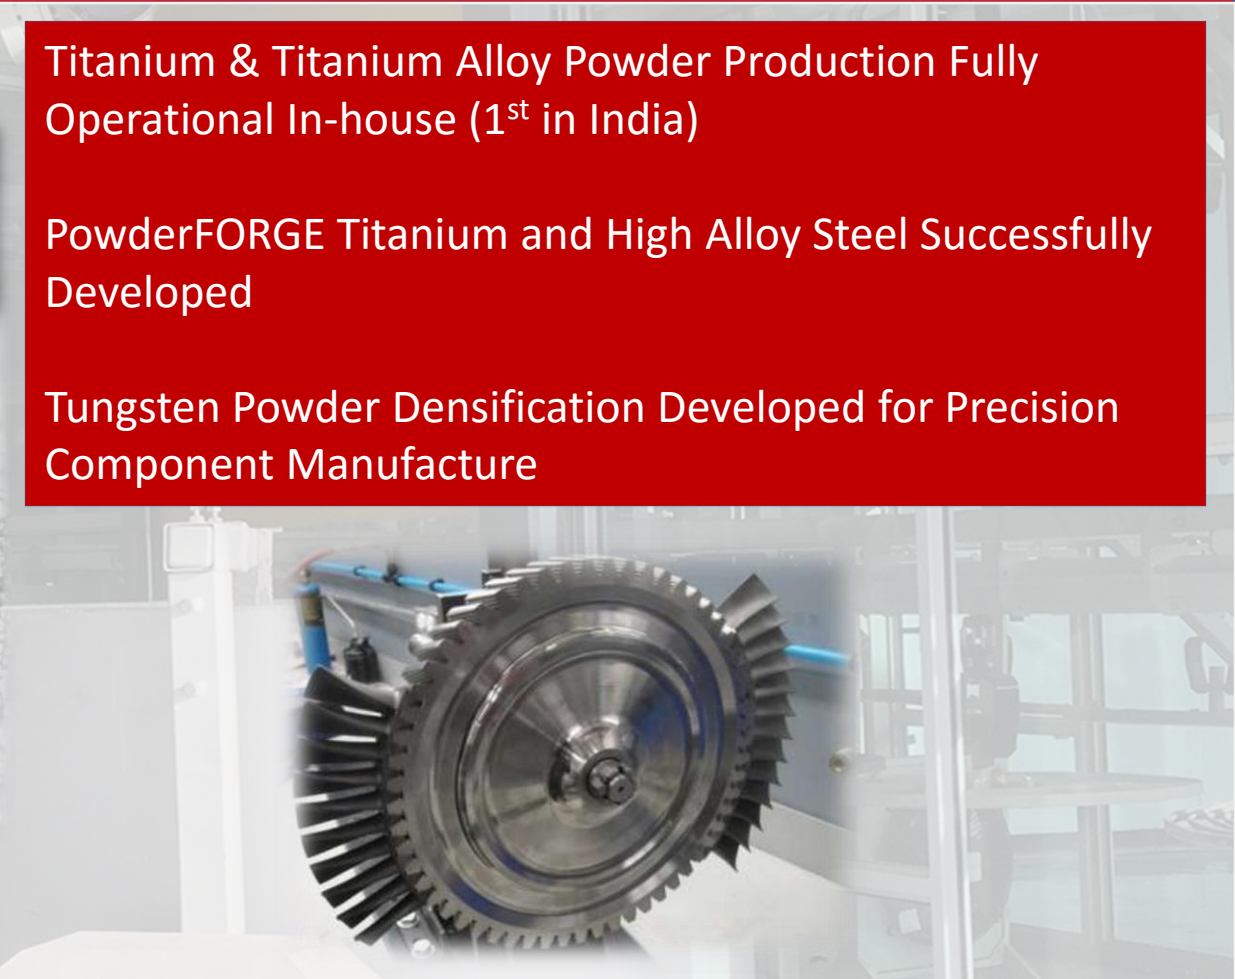 Titanium & Titanium Alloy Powder Production Fully
Operational In-house (1st in India)
PowderFORGE Titanium and High Alloy Steel Successfully
Developed
Tungsten Powder Densification Developed for Precision
Component Manufacture